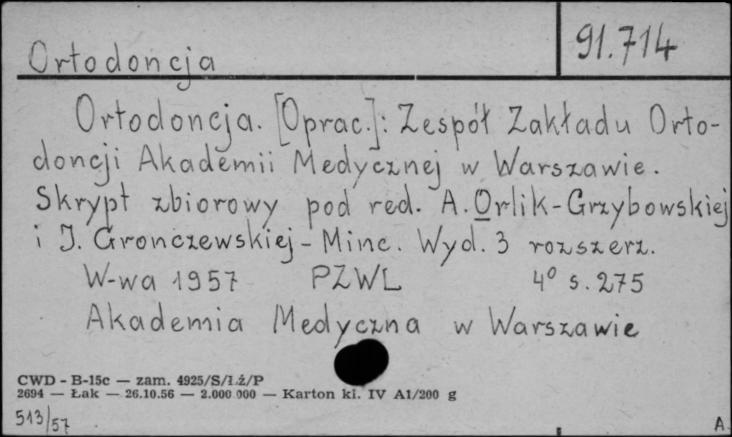 Ortodoncja
91.714
Ortodoncja. [Oprac.]: Zespół Zakładu Orto-
doncji Akademii Medycznej w Warszawie.
Skrypt zbiorowy pod red. A. Orlik-Grzybowskiej
i J. Gronczewskiej - Minc. Wyd. 3 rozszerz.
W-wa 1957 PZWL 4° s. 275
Akademia Medyczna w Warszawie
CWD - B-15c — zam. 4925/S/Lż/P
2694 — Łak — 26.10.56 — 2.000 000 — Karton kl. IV A1/200 g
513/57
A.